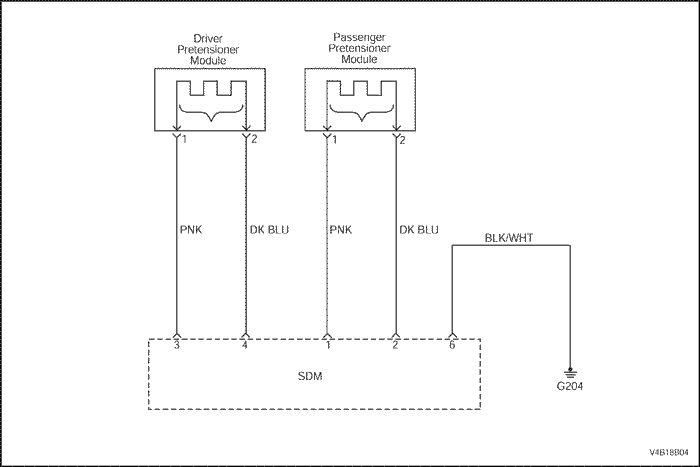 Driver
Pretensioner
Module
Passenger
Pretensioner
Module
1 2 1 2
PNK DK BLU PNK DK BLU
BLK/WHT
3 4 1 2 6
SDM
G204
V4B18B04